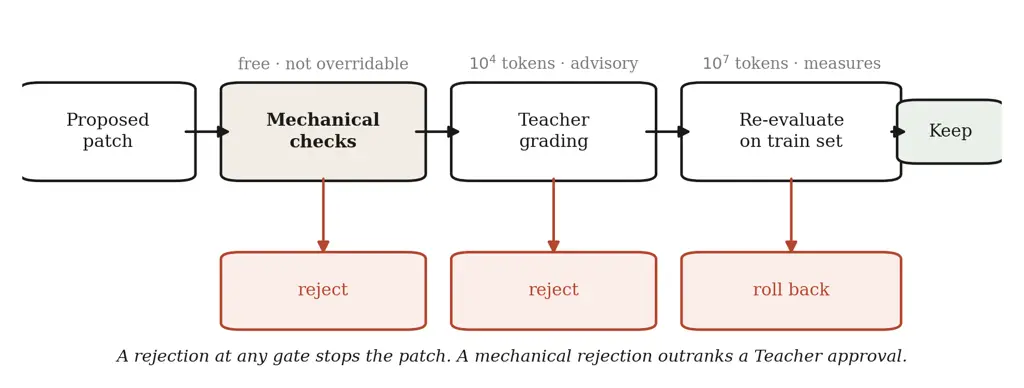 free · not overridable
10⁴ tokens · advisory
10⁷ tokens · measures
Proposed
patch
Mechanical
checks
Teacher
grading
Re-evaluate
on train set
Keep
reject
reject
roll back
A rejection at any gate stops the patch. A mechanical rejection outranks a Teacher approval.